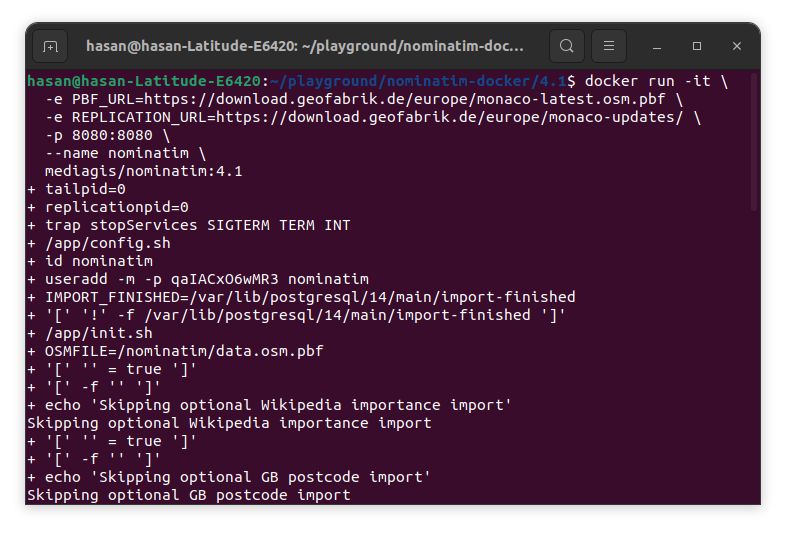 hasan@hasan-Latitude-E6420: ~/playground/nominatim-doc...
hasan@hasan-Latitude-E6420:~/playground/nominatim-docker/4.1$ docker run -it \
  -e PBF_URL=https://download.geofabrik.de/europe/monaco-latest.osm.pbf \
  -e REPLICATION_URL=https://download.geofabrik.de/europe/monaco-updates/ \
  -p 8080:8080 \
  --name nominatim \
  mediagis/nominatim:4.1
+ tailpid=0
+ replicationpid=0
+ trap stopServices SIGTERM TERM INT
+ /app/config.sh
+ id nominatim
+ useradd -m -p qaIACxO6wMR3 nominatim
+ IMPORT_FINISHED=/var/lib/postgresql/14/main/import-finished
+ '[' '!' -f /var/lib/postgresql/14/main/import-finished ']'
+ /app/init.sh
+ OSMFILE=/nominatim/data.osm.pbf
+ '[' '' = true ']'
+ '[' -f '' ']'
+ echo 'Skipping optional Wikipedia importance import'
Skipping optional Wikipedia importance import
+ '[' '' = true ']'
+ '[' -f '' ']'
+ echo 'Skipping optional GB postcode import'
Skipping optional GB postcode import